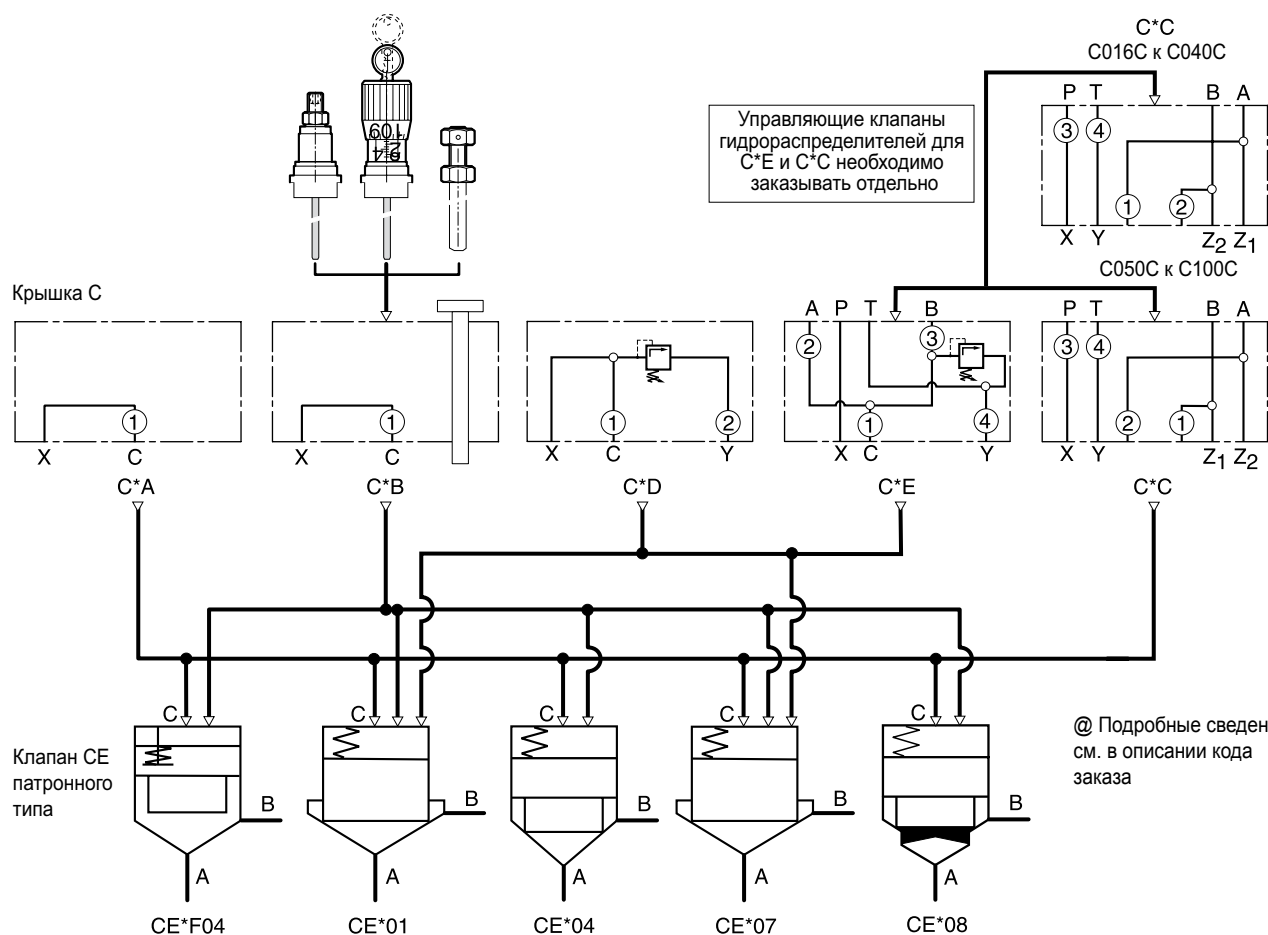 C*C
C016C к C040C
P T B A
3 4
1 2
X Y Z2 Z1
Управляющие клапаны
гидрораспределителей для
C*E и C*C необходимо
заказывать отдельно
60
Крышка C
C050C к C100C
1
X C
1
X C
1 2
X C Y
A P T B
2 3
1 4
X C Y
P T B A
3 4
2 1
X Y Z1 Z2
C*A
C*B
C*D
C*E
C*C
C
C
C
C
C
Клапан CE
патронного
типа
@ Подробные сведен
см. в описании кода
заказа
B
B
B
B
B
A
A
A
A
A
CE*F04
CE*01
CE*04
CE*07
CE*08